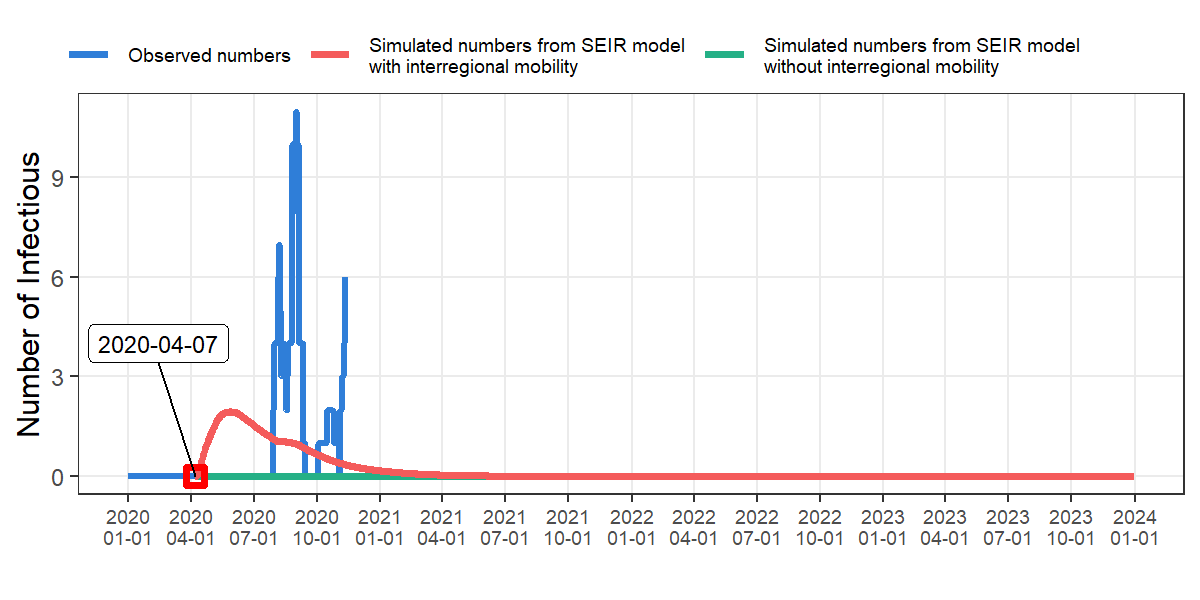 Observed numbers
Simulated numbers from SEIR model
with interregional mobility
Simulated numbers from SEIR model
without interregional mobility
Number of Infectious
9
6
3
0
2020-04-07
2020 2020 2020 2020 2021 2021 2021 2021 2022 2022 2022 2022 2023 2023 2023 2023 2024
01-01 04-01 07-01 10-01 01-01 04-01 07-01 10-01 01-01 04-01 07-01 10-01 01-01 04-01 07-01 10-01 01-01